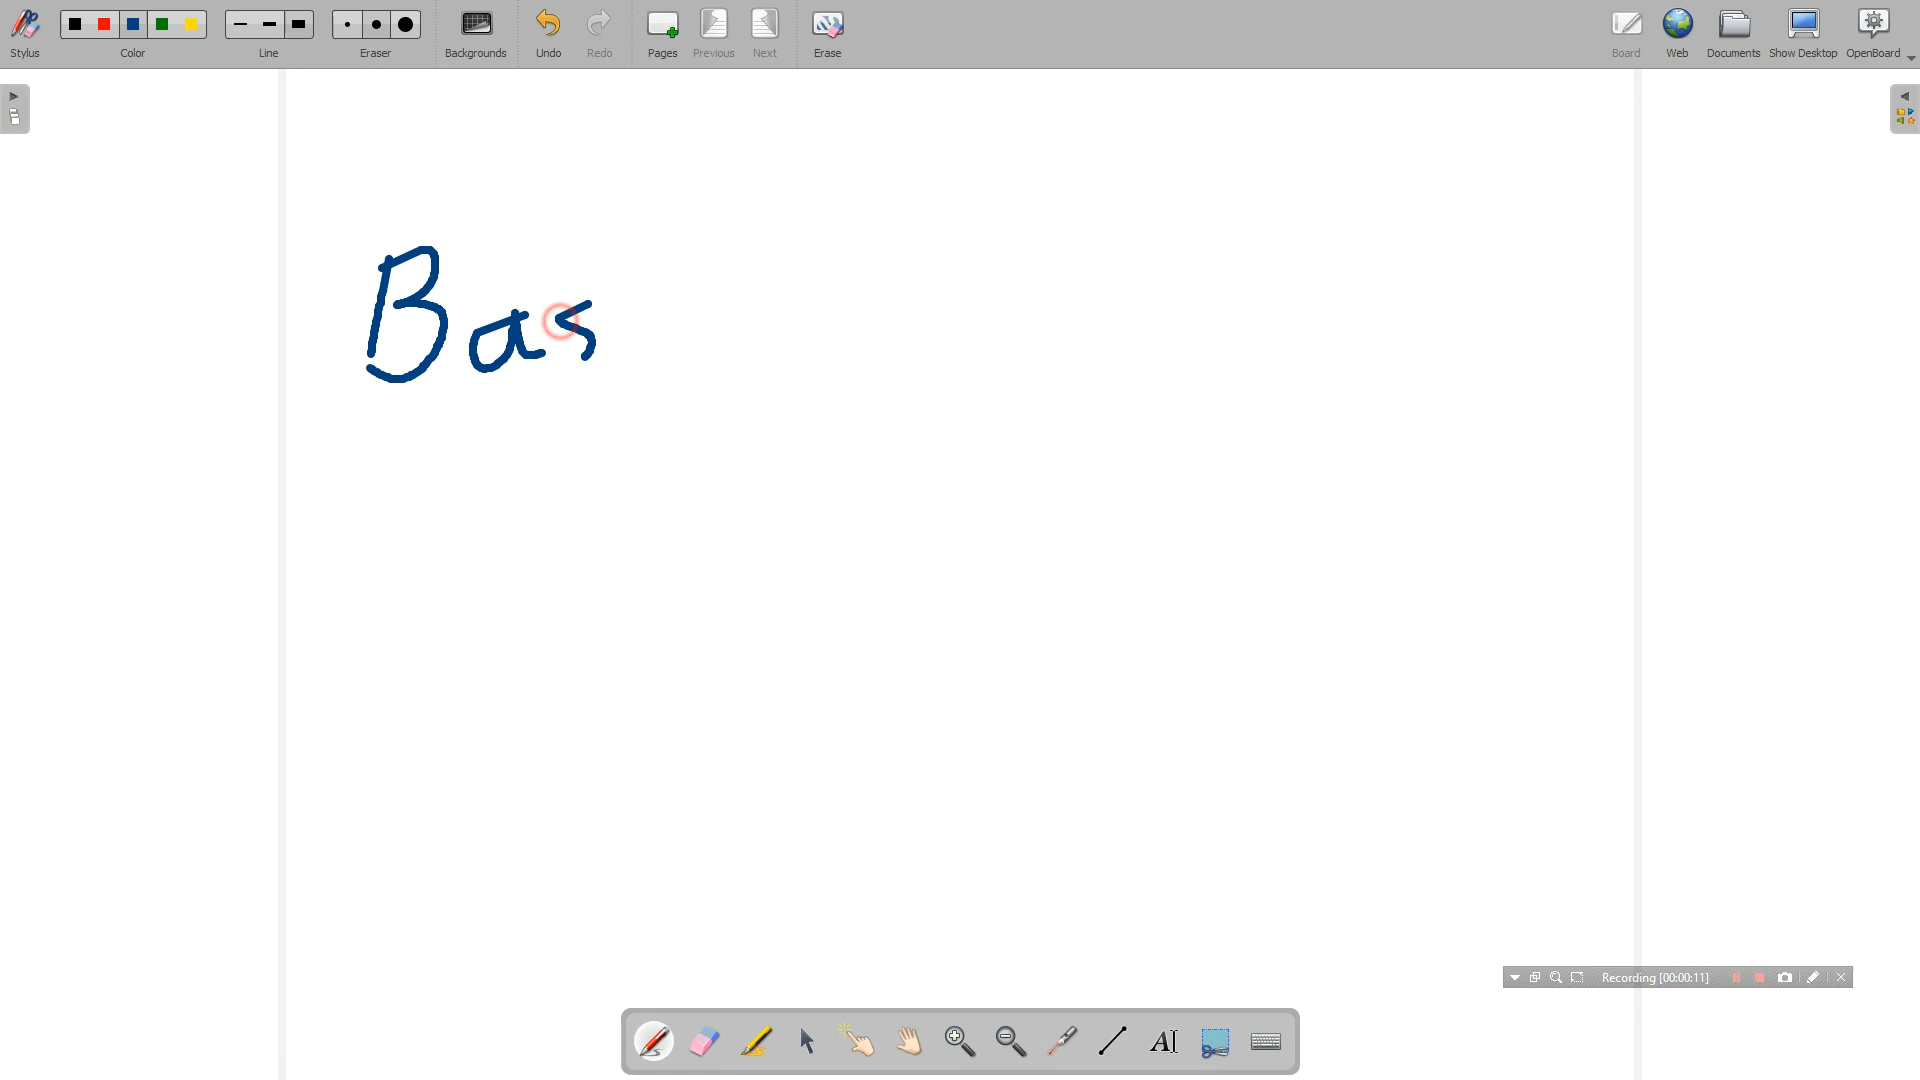 Stylus Color Line Eraser Backgrounds Undo Redo Pages Previous Next Erase Board Web Documents Show Desktop OpenBoard
Bas
Recording [00:00:11]
AI